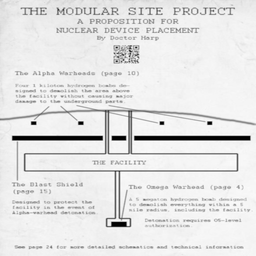 THE MODULAR SITE PROJECT
A PROPOSITION FOR
NUCLEAR DEVICE PLACEMENT
By Doctor Harp
The Alpha Warheads (page 10)
Four 1 kiloton hydrogen bombs de-
signed to demolish the area above
the facility without causing major
damage to the underground parts
THE FACILITY
The Blast Shield
(page 15)
Designed to protect the
facility in the event of
Alpha-warhead detonation.
The Omega Warhead (page 4)
A 5 megaton hydrogen bomb designed
to demolish everything within a 5
mile radius, including the facility
Detonation requires O5-level
authorization.
See page 24 for more detailed schematics and technical information